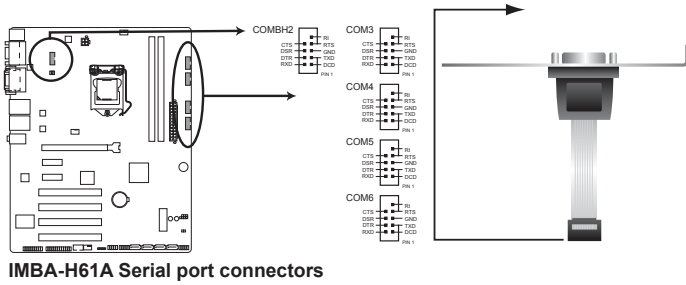 COMBH2
RI
CTS RTS
DSR GND
DTR TXD
RXD DCD
PIN 1
COM3
RI
CTS RTS
DSR GND
DTR TXD
RXD DCD
PIN 1
COM4
RI
CTS RTS
DSR GND
DTR TXD
RXD DCD
PIN 1
COM5
RI
CTS RTS
DSR GND
DTR TXD
RXD DCD
PIN 1
COM6
RI
CTS RTS
DSR GND
DTR TXD
RXD DCD
PIN 1
IMBA-H61A Serial port connectors